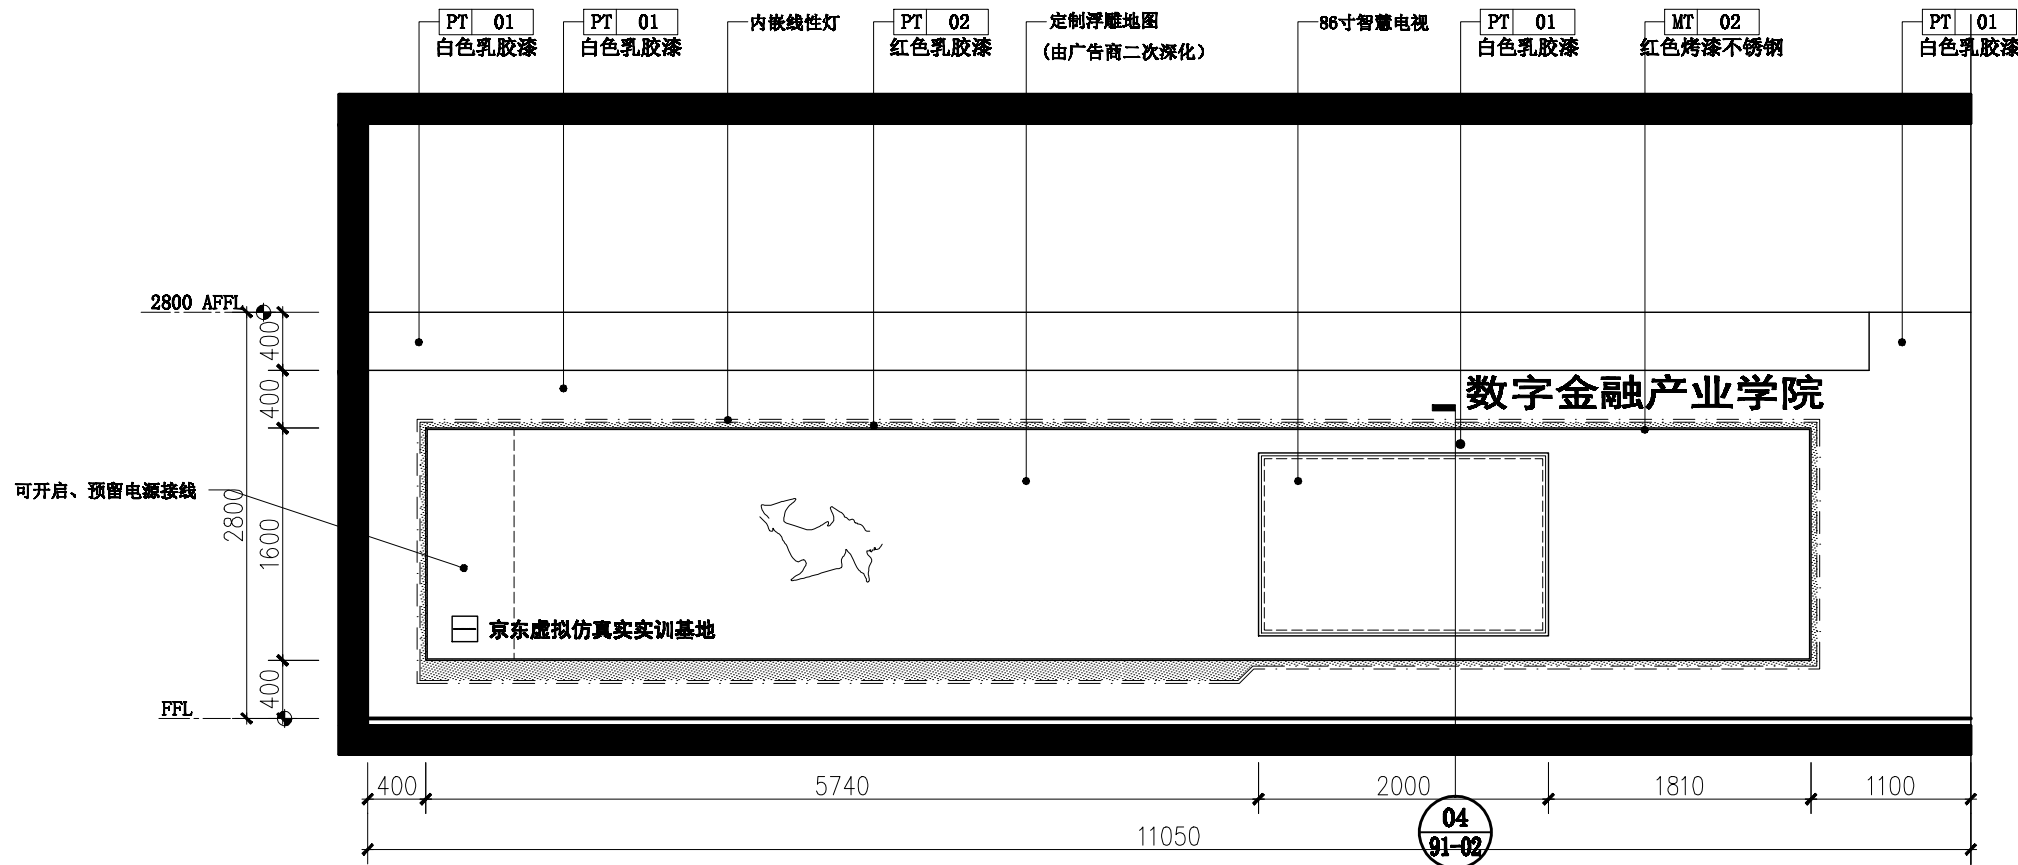 PT 01
白色乳胶漆
PT 01
白色乳胶漆
内嵌线性灯
PT 02
红色乳胶漆
定制浮雕地图
(由广告商二次深化)
86寸智慧电视
PT 01
白色乳胶漆
MT 02
红色烤漆不锈钢
PT 01
白色乳胶漆
2800 AFFL
400
400
数字金融产业学院
可开启、预留电源接线
2800
1600
京东虚拟仿真实实训基地
400
FFL
400
5740
2000
1810
1100
11050
04
91-02